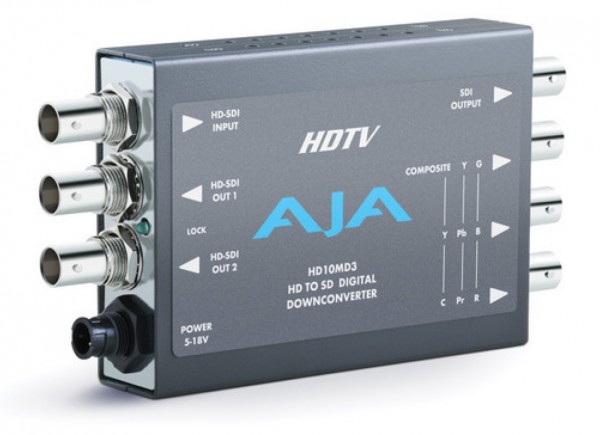 HD-SDI
INPUT
HD-SDI
OUT 1
LOCK
HD-SDI
OUT 2
POWER
5-18V
HDTV
AJA
HD10MD3
HD TO SD DIGITAL
DOWNCONVERTER
SDI
OUTPUT
COMPOSITE Y G
Y Pb B
C Pr R